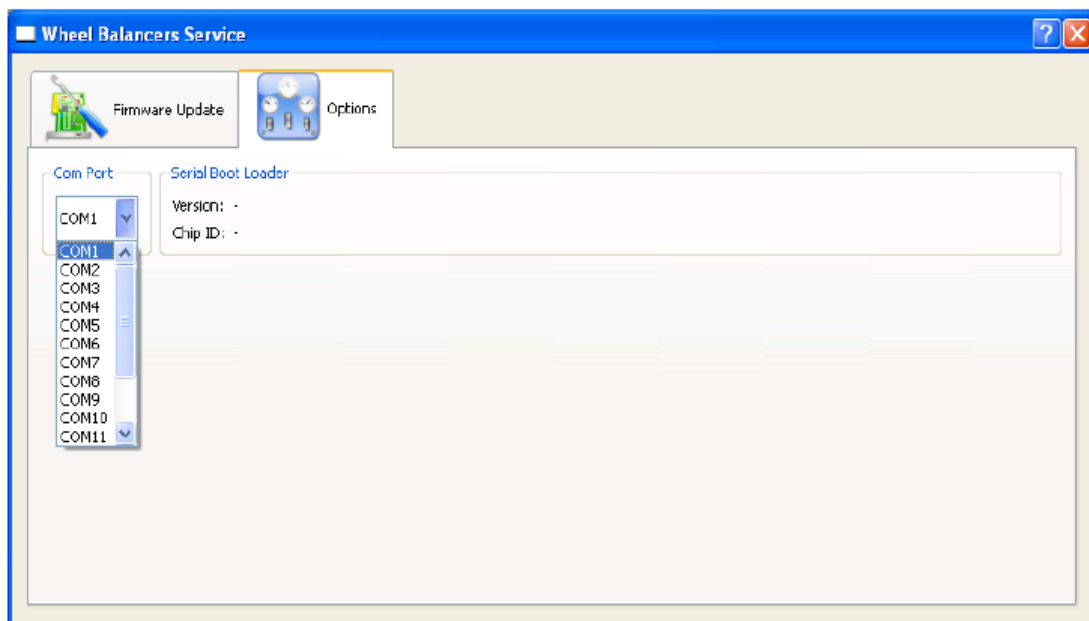 Wheel Balancers Service
Firmware Update
Options
Com Port
Serial Boot Loader
COM1
Version: -
Chip ID: -
COM1
COM2
COM3
COM4
COM5
COM6
COM7
COM8
COM9
COM10
COM11